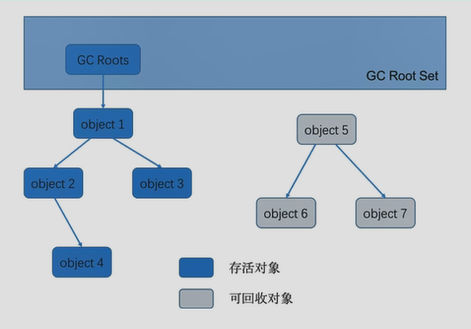 GC Roots
GC Root Set
object 1
object 5
object 2
object 3
object 6
object 7
object 4
存活对象
可回收对象